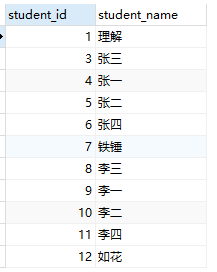 student_id student_name
1 理解
3 张三
4 张一
5 张二
6 张四
7 铁锤
8 李三
9 李一
10 李二
11 李四
12 如花